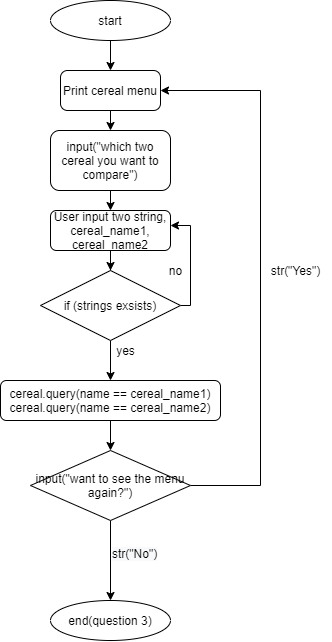 start
Print cereal menu
input("which two
cereal you want to
compare")
User input two string,
cereal_name1,
cereal_name2
no
if (strings exsists)
yes
cereal.query(name == cereal_name1)
cereal.query(name == cereal_name2)
input("want to see the menu
again?")
str("Yes")
str("No")
end(question 3)